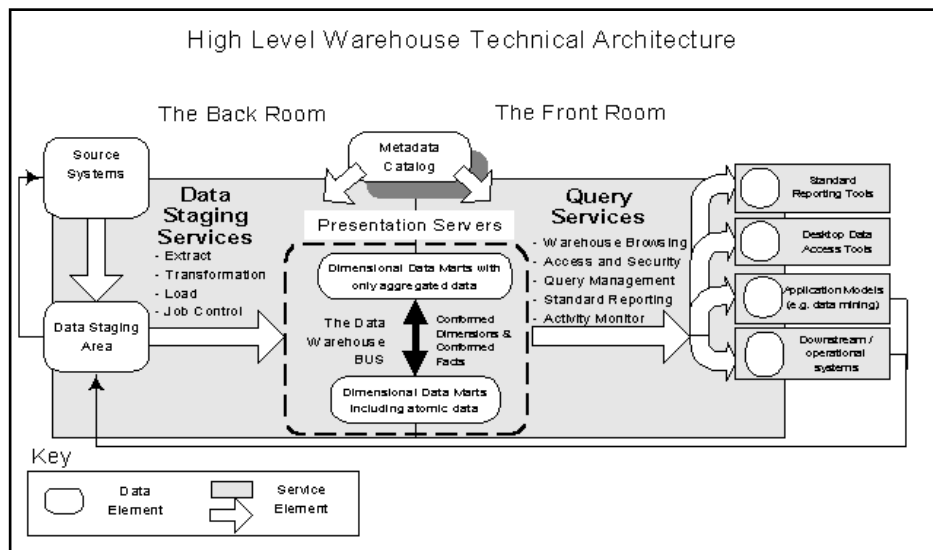 High Level Warehouse Technical Architecture
The Back Room
The Front Room
Source
Systems
Metadata
Catalog
Data
Staging
Services
- Extract
- Transformation
- Load
- Job Control
Data Staging
Area
Presentation Servers
Dimensional Data Marts with
only aggregated data
The Data
Warehouse
BUS
Conformed
Dimensions &
Conformed
Facts
Dimensional Data Marts
including atomic data
Query
Services
- Warehouse Browsing
- Access and Security
- Query Management
- Standard Reporting
- Activity Monitor
Standard
Reporting Tools
Desktop Data
Access Tools
Application Models
(e.g. data mining)
Downstream /
operational
systems
Key
Data
Element
Service
Element